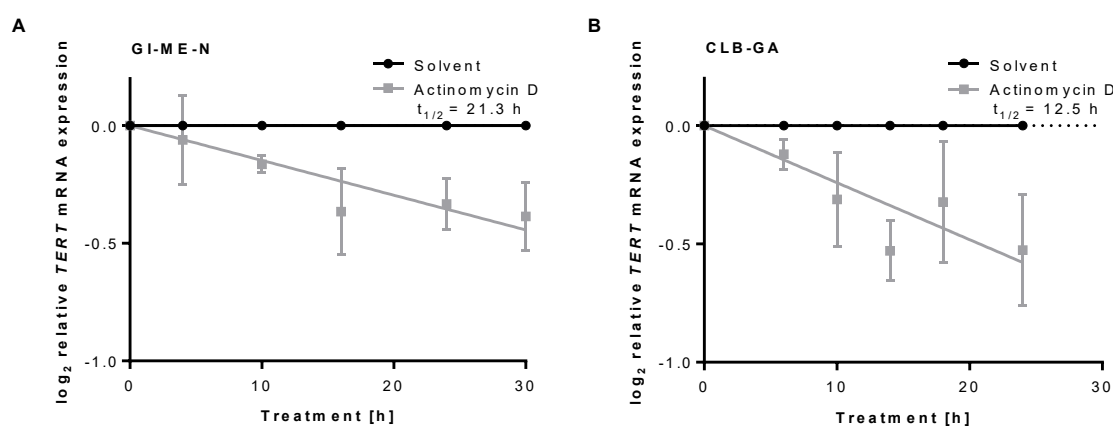 A
GI-ME-N
Solvent
Actinomycin D
t1/2 = 21.3 h
log2 relative TERT mRNA expression
0.0
-0.5
-1.0
0 10 20 30
Treatment [h]
B
CLB-GA
Solvent
Actinomycin D
t1/2 = 12.5 h
log2 relative TERT mRNA expression
0.0
-0.5
-1.0
0 10 20 30
Treatment [h]